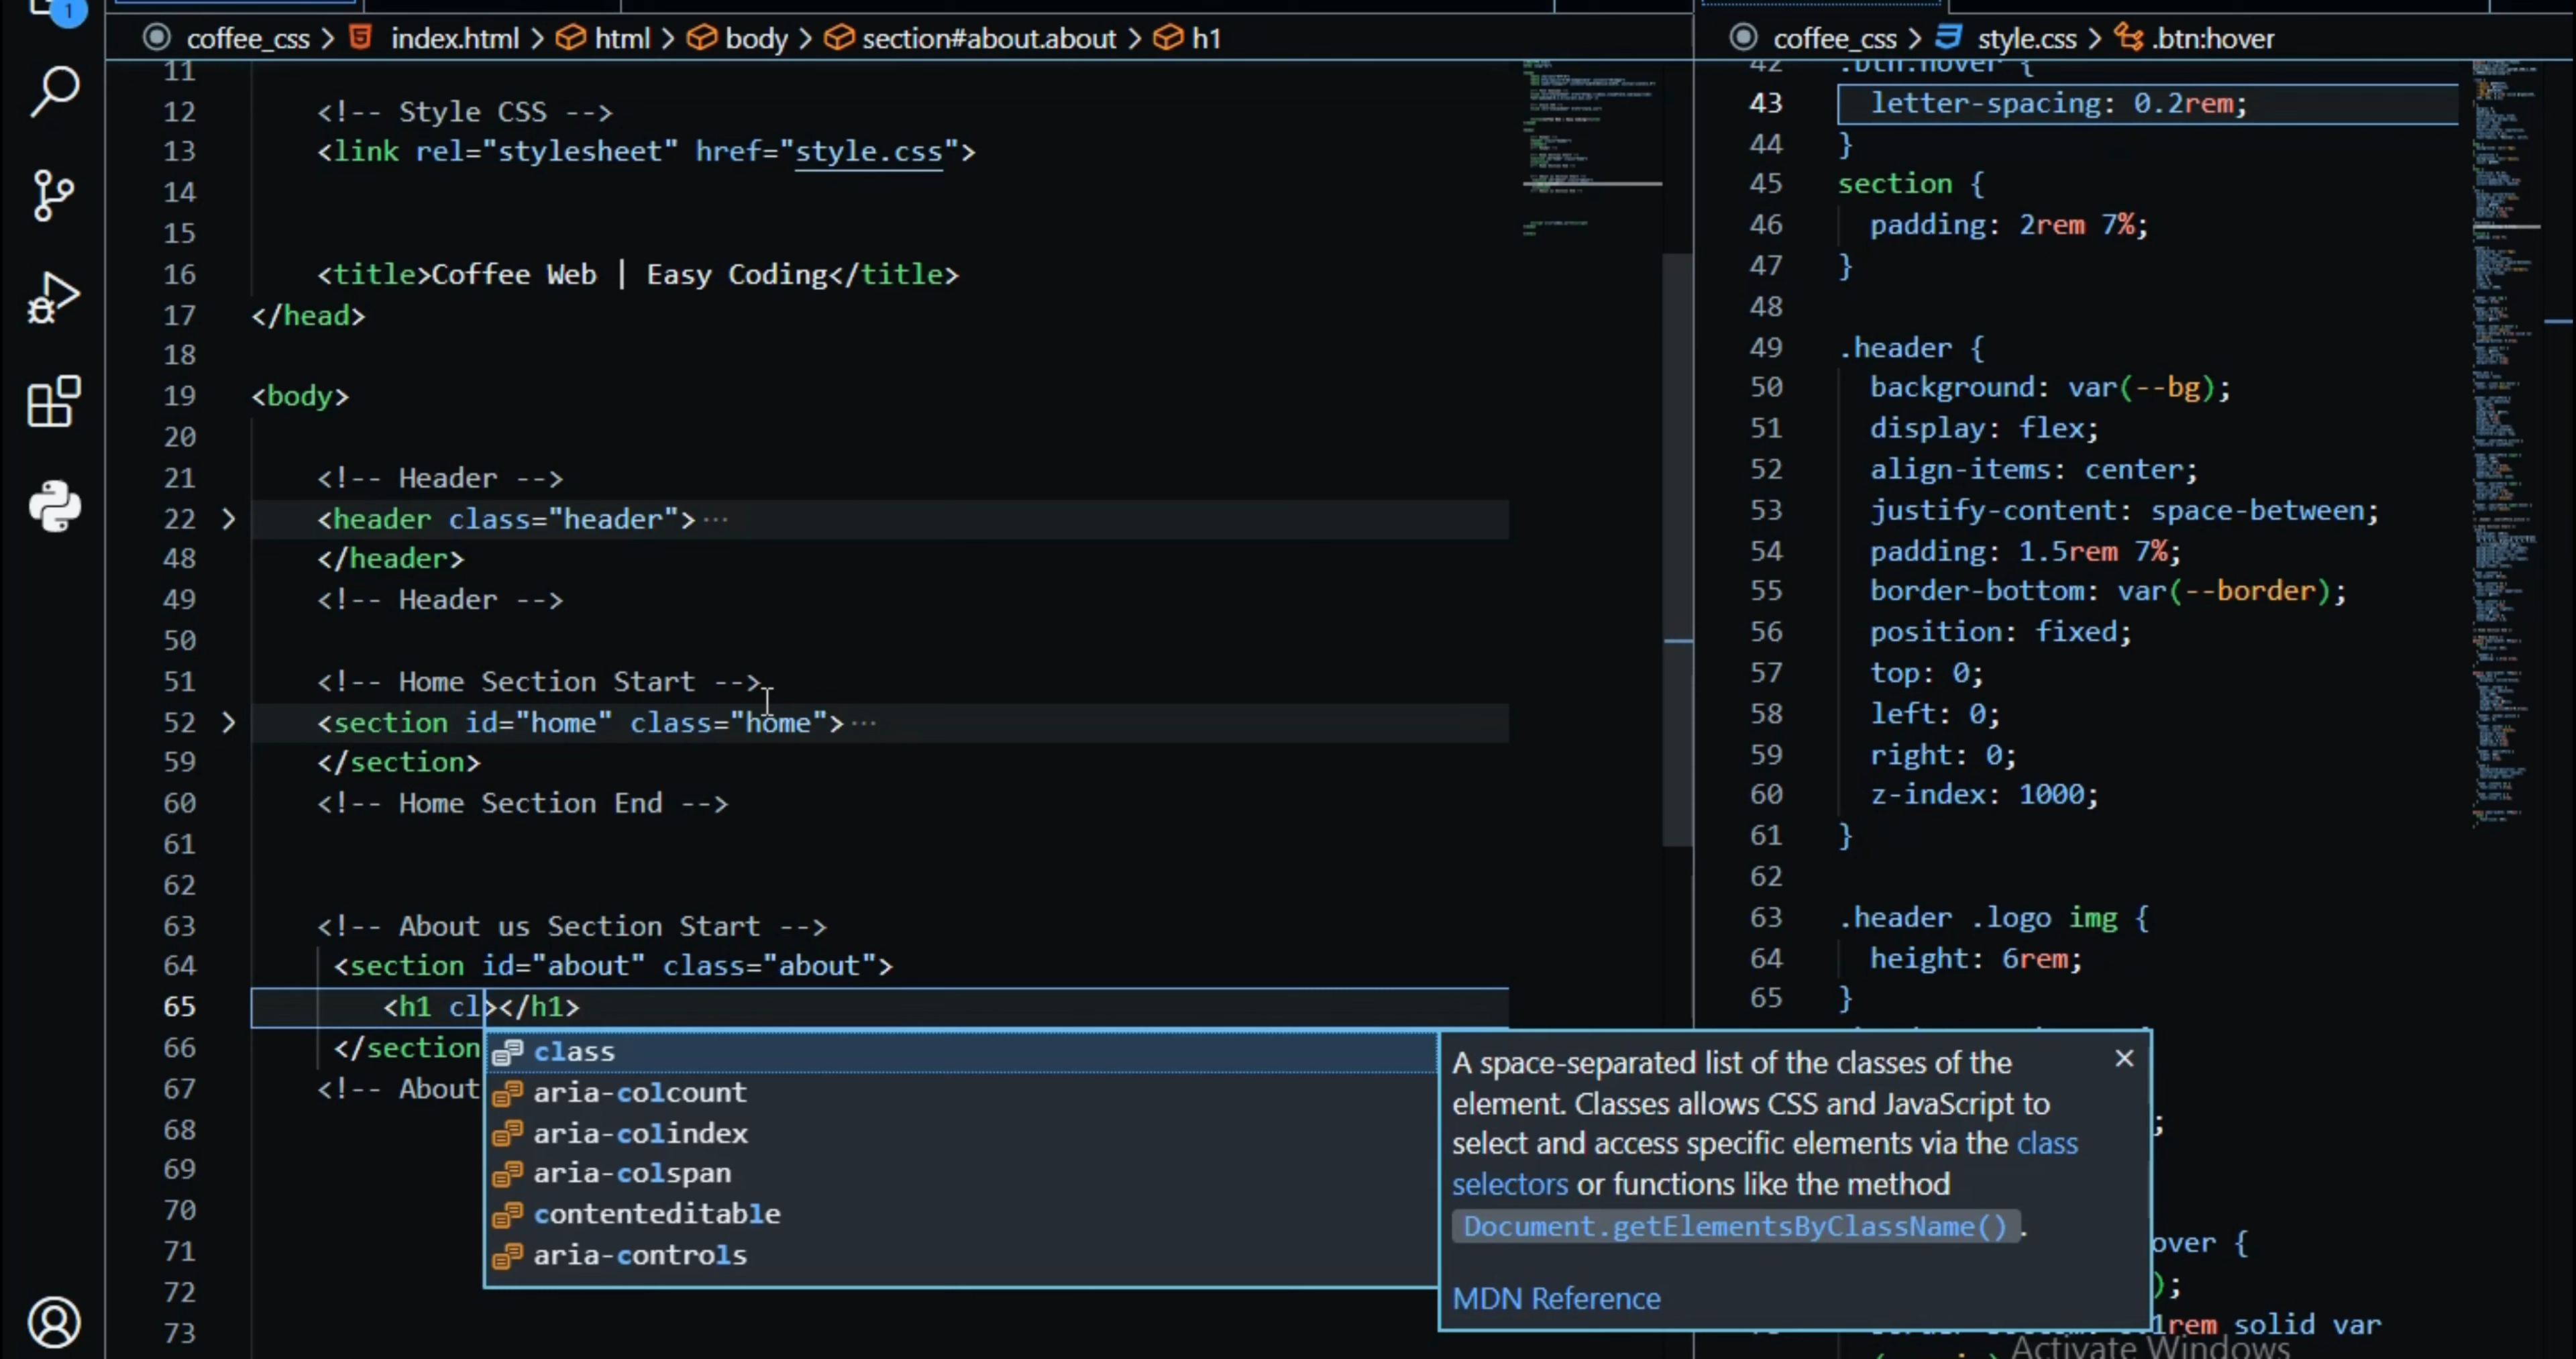 1
coffee_css > index.html > html > body > section#about.about > h1
11
12 <!-- Style CSS -->
13 <link rel="stylesheet" href="style.css">
14
15
16 <title>Coffee Web | Easy Coding</title>
17 </head>
18
19 <body>
20
21 <!-- Header -->
22 <header class="header">···
48 </header>
49 <!-- Header -->
50
51 <!-- Home Section Start -->
52 <section id="home" class="home">···
59 </section>
60 <!-- Home Section End -->
61
62
63 <!-- About us Section Start -->
64 <section id="about" class="about">
65 <h1 cl></h1>
66 </section
67 <!-- About
68
69
70
71
72
73
class
aria-colcount
aria-colindex
aria-colspan
contenteditable
aria-controls
A space-separated list of the classes of the
element. Classes allows CSS and JavaScript to
select and access specific elements via the class
selectors or functions like the method
Document.getElementsByClassName().
MDN Reference
coffee_css > style.css > .btn:hover
42 .btn:hover {
43 letter-spacing: 0.2rem;
44 }
45 section {
46 padding: 2rem 7%;
47 }
48
49 .header {
50 background: var(--bg);
51 display: flex;
52 align-items: center;
53 justify-content: space-between;
54 padding: 1.5rem 7%;
55 border-bottom: var(--border);
56 position: fixed;
57 top: 0;
58 left: 0;
59 right: 0;
60 z-index: 1000;
61 }
62
63 .header .logo img {
64 height: 6rem;
65 }
;
over {
);
1rem solid var
Activate Windows